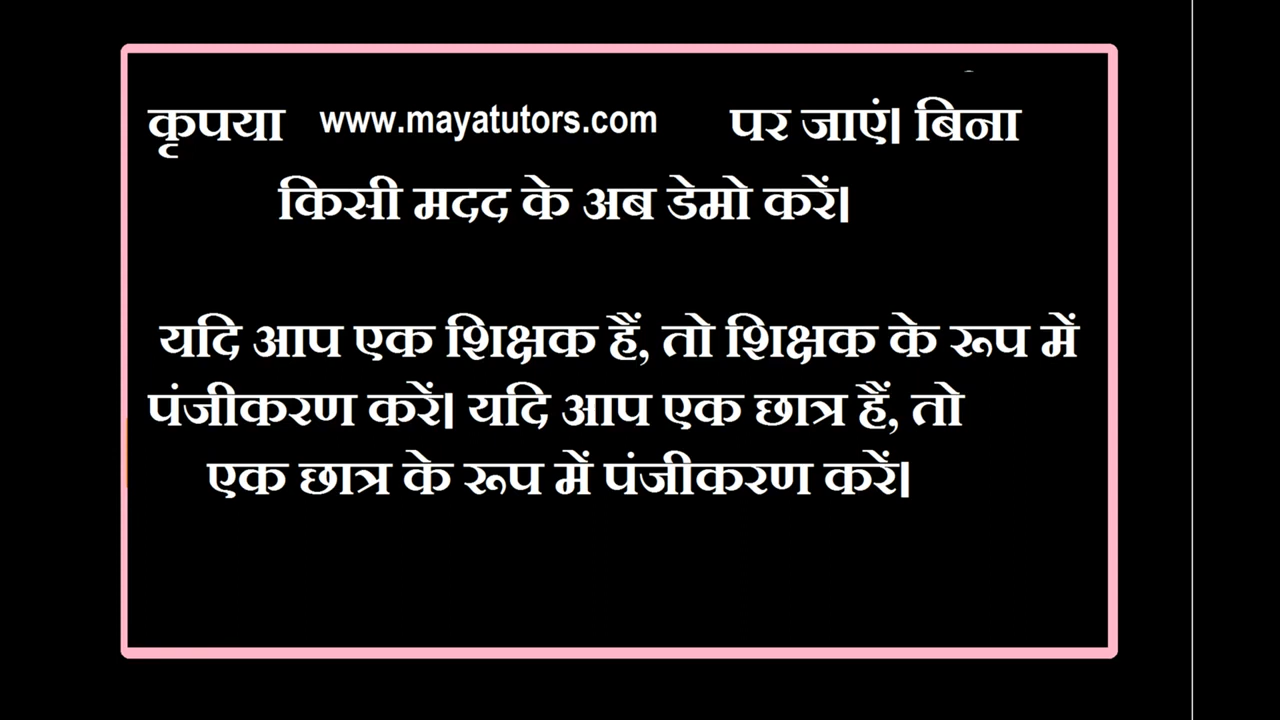 कृपया www.mayatutors.com पर जाएं। बिना
किसी मदद के अब डेमो करें।
यदि आप एक शिक्षक हैं, तो शिक्षक के रूप में
पंजीकरण करें। यदि आप एक छात्र हैं, तो
एक छात्र के रूप में पंजीकरण करें।